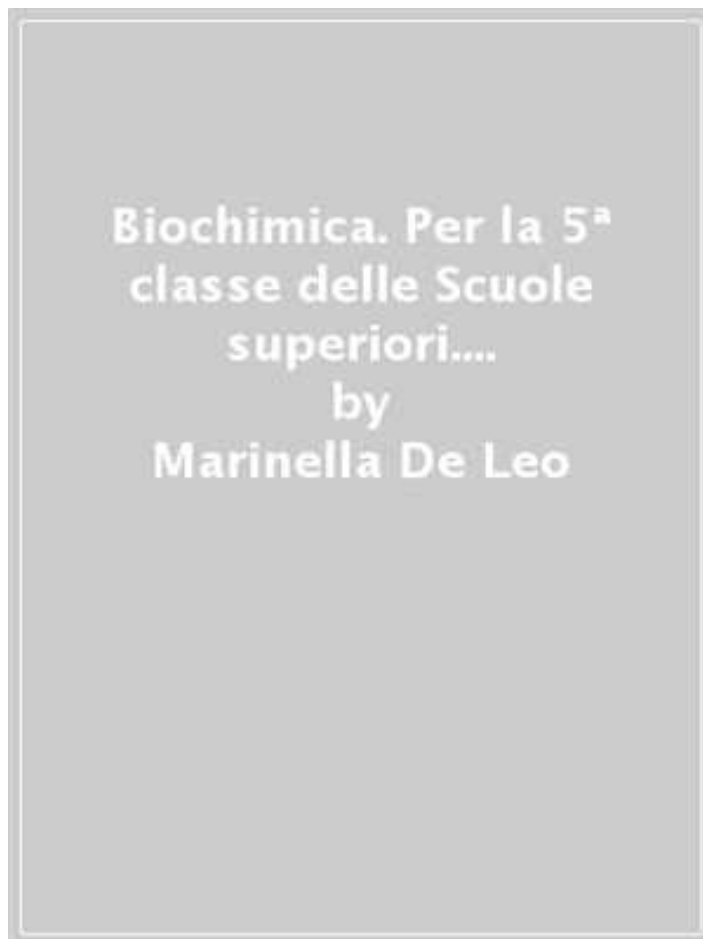 Biochimica. Per la 5ª
classe delle Scuole
superiori....
by
Marinella De Leo